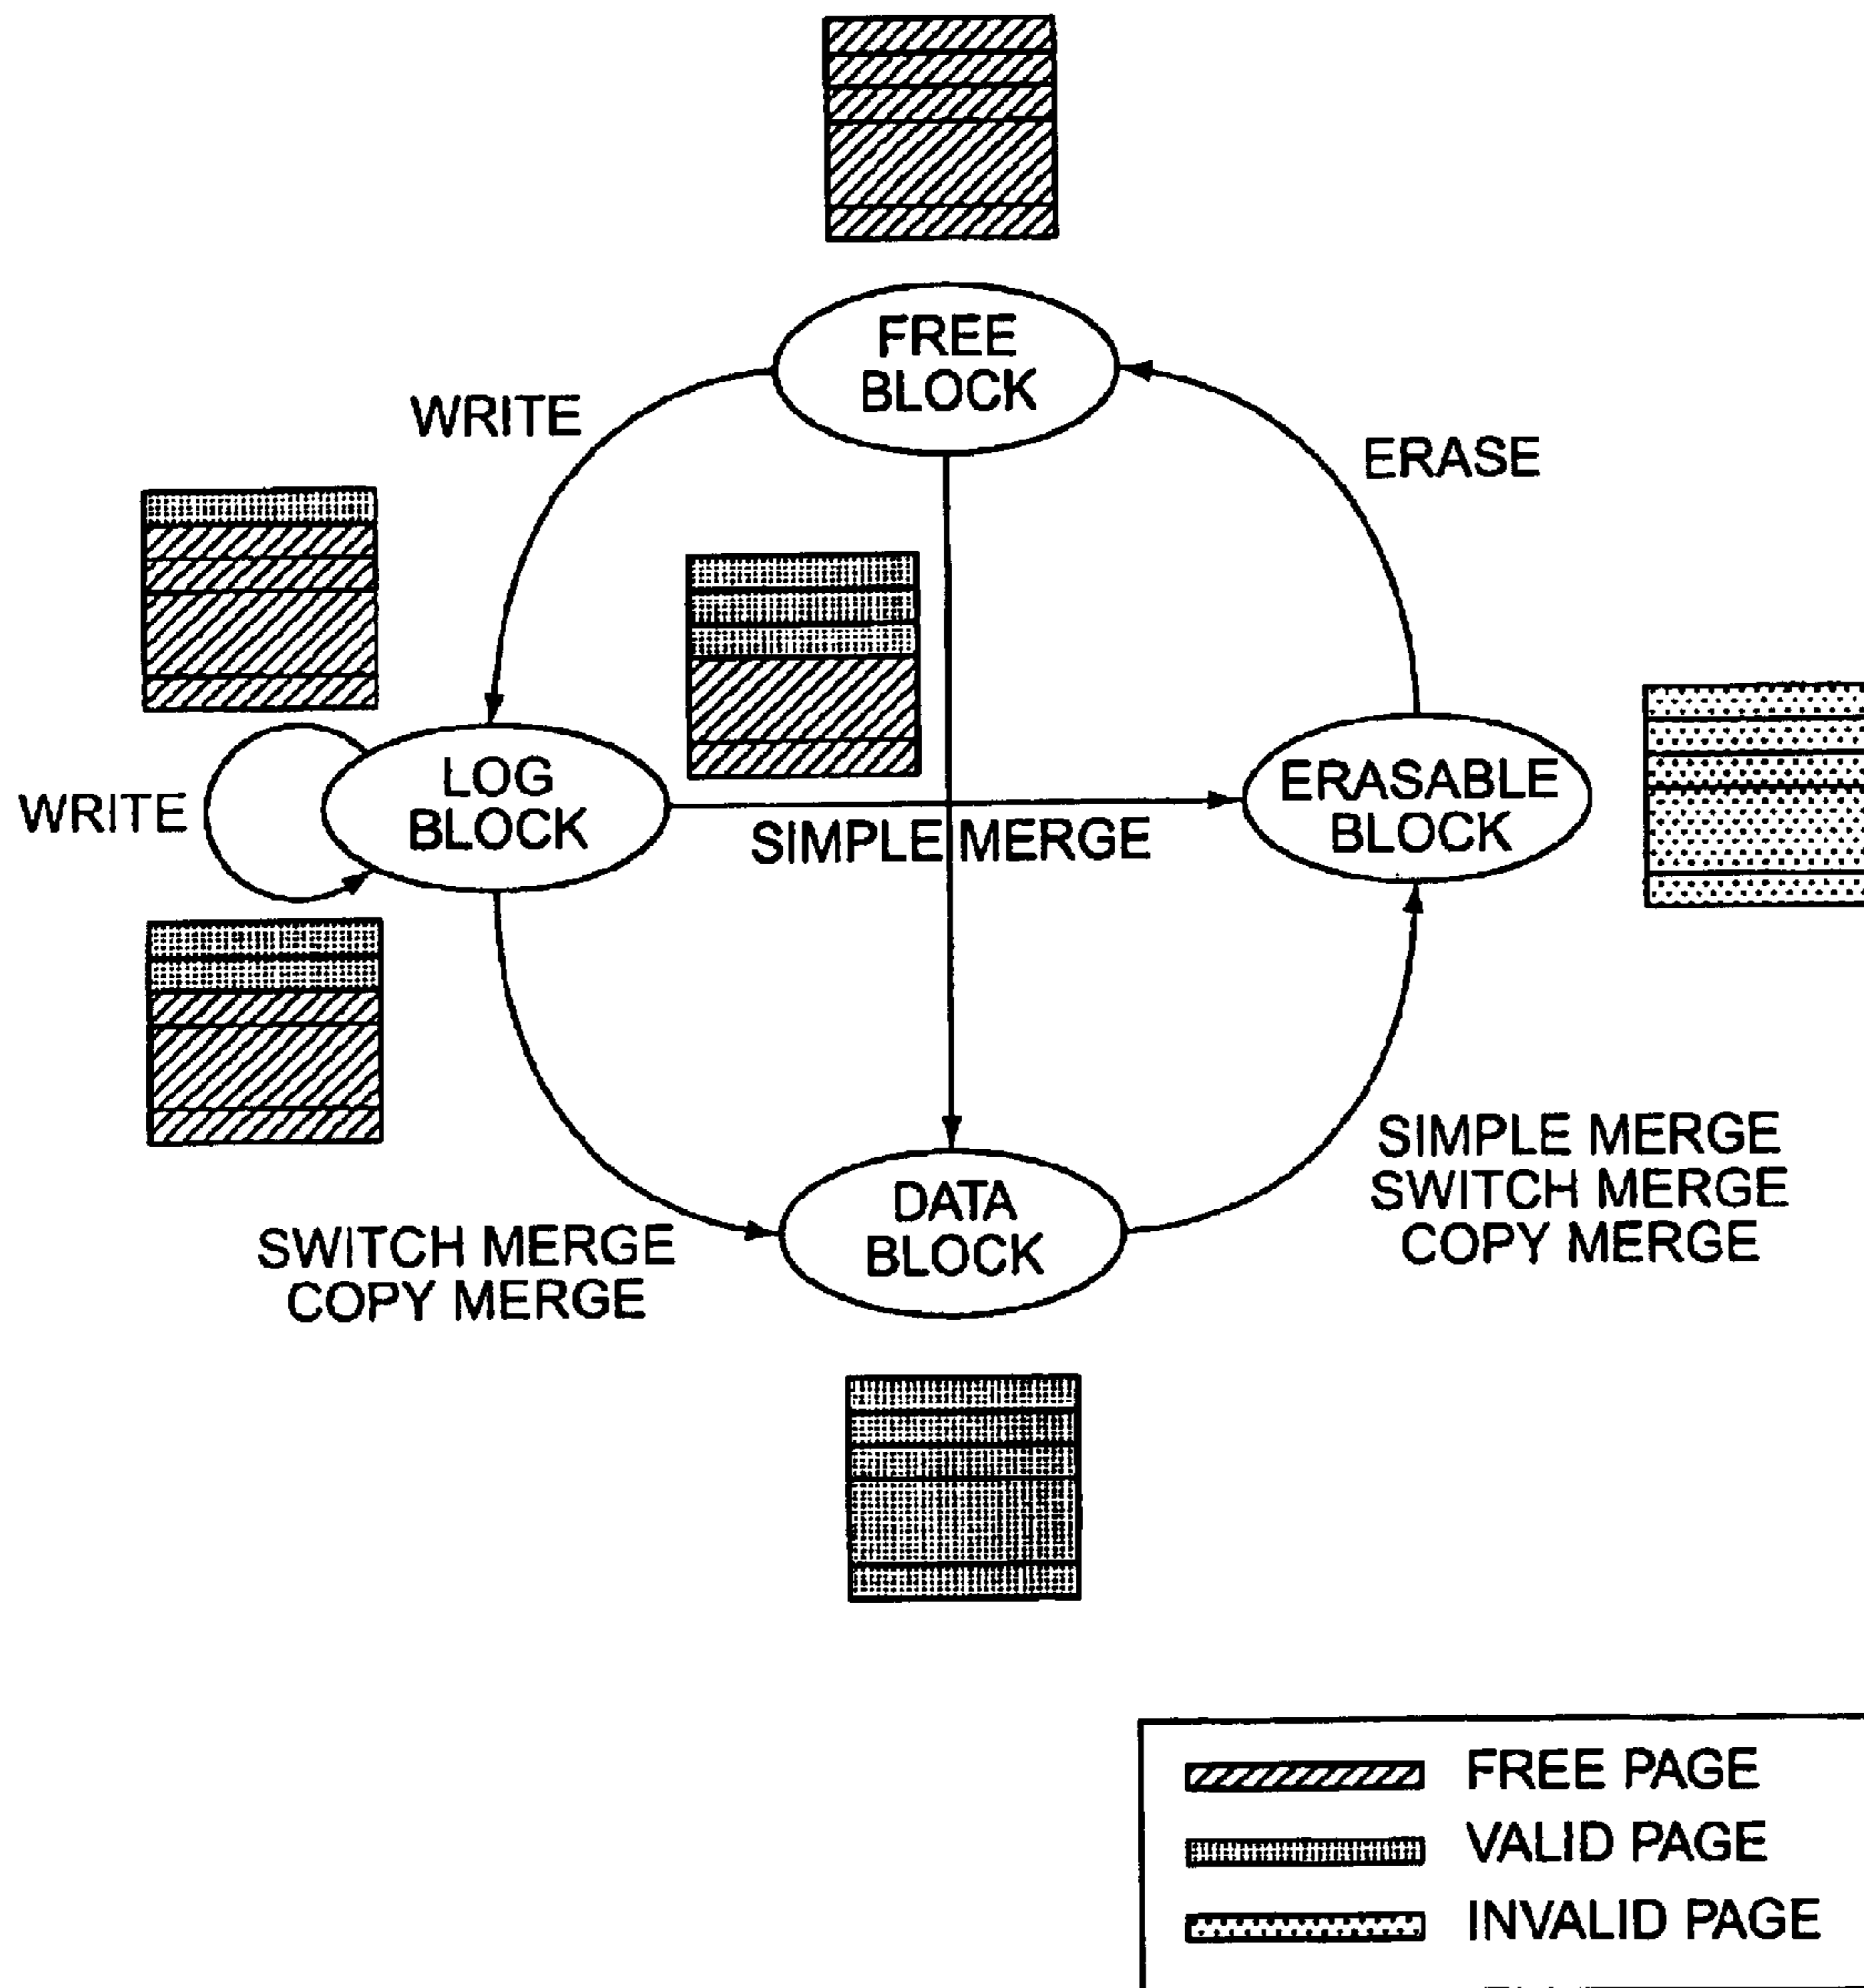 FREE
BLOCK
WRITE
ERASE
LOG
BLOCK
WRITE
ERASABLE
BLOCK
SIMPLE MERGE
DATA
BLOCK
SWITCH MERGE
COPY MERGE
SIMPLE MERGE
SWITCH MERGE
COPY MERGE
FREE PAGE
VALID PAGE
INVALID PAGE